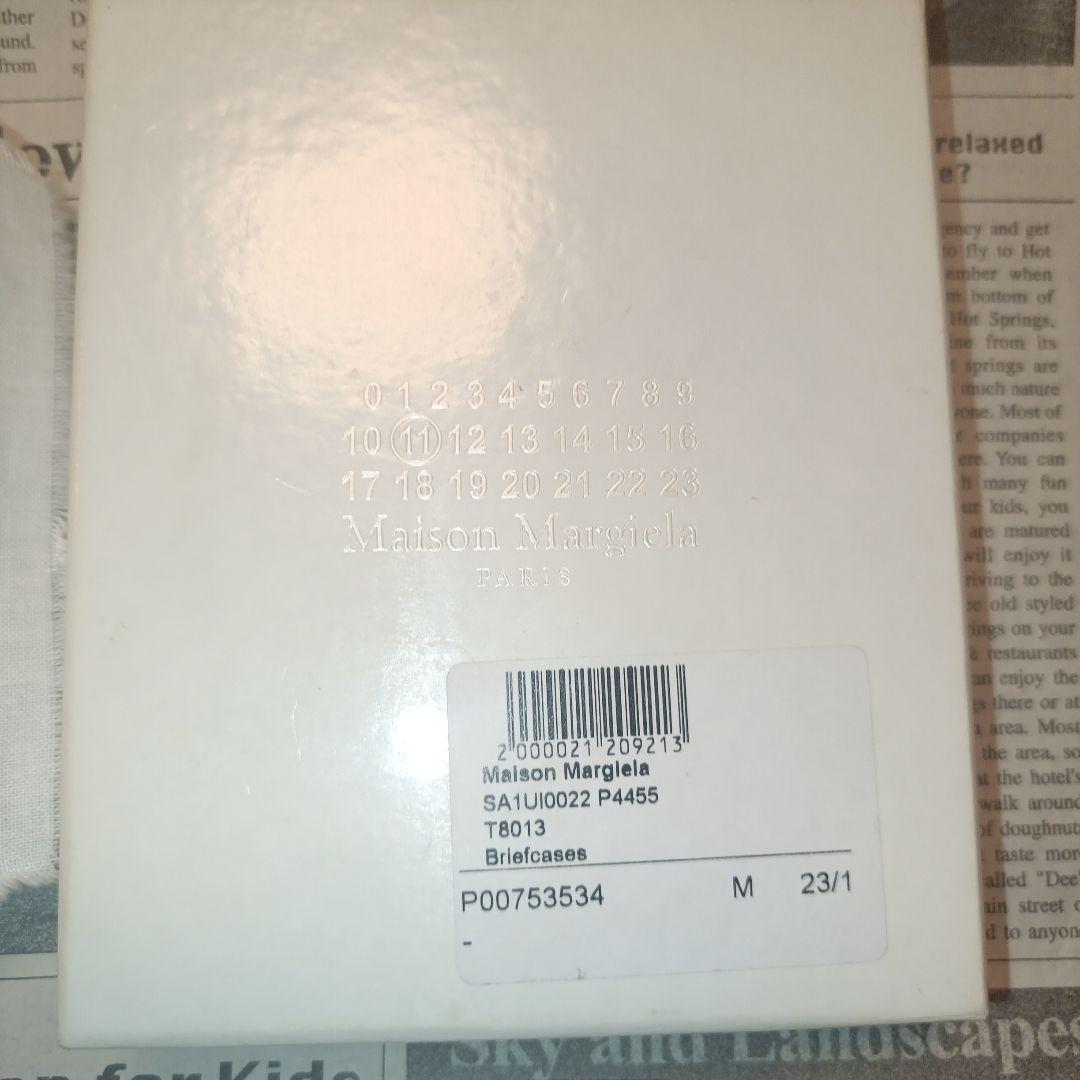 ther
und.
from
relaxed
e?
ency and get
to fly to Hot
ember when
bottom of
Hot Springs,
ine from its
springs are
much nature
yone. Most of
companies
ere. You can
many fun
ur kids, you
are matured
will enjoy it
riving to the
old styled
ings on your
restaurants
an enjoy the
gs there or at
area. Most
the area, so
at the hotel's
walk around
of doughnut
taste more
alled "Dee'
ain street
d to anyon
0 1 2 3 4 5 6 7 8 9
10 11 12 13 14 15 16
17 18 19 20 21 22 23
Maison Margiela
PARIS
2 000021 209213
Maison Margiela
SA1UI0022 P4455
T8013
Briefcases
P00753534 M 23/1
-
for Kids
Sky and Landscapes